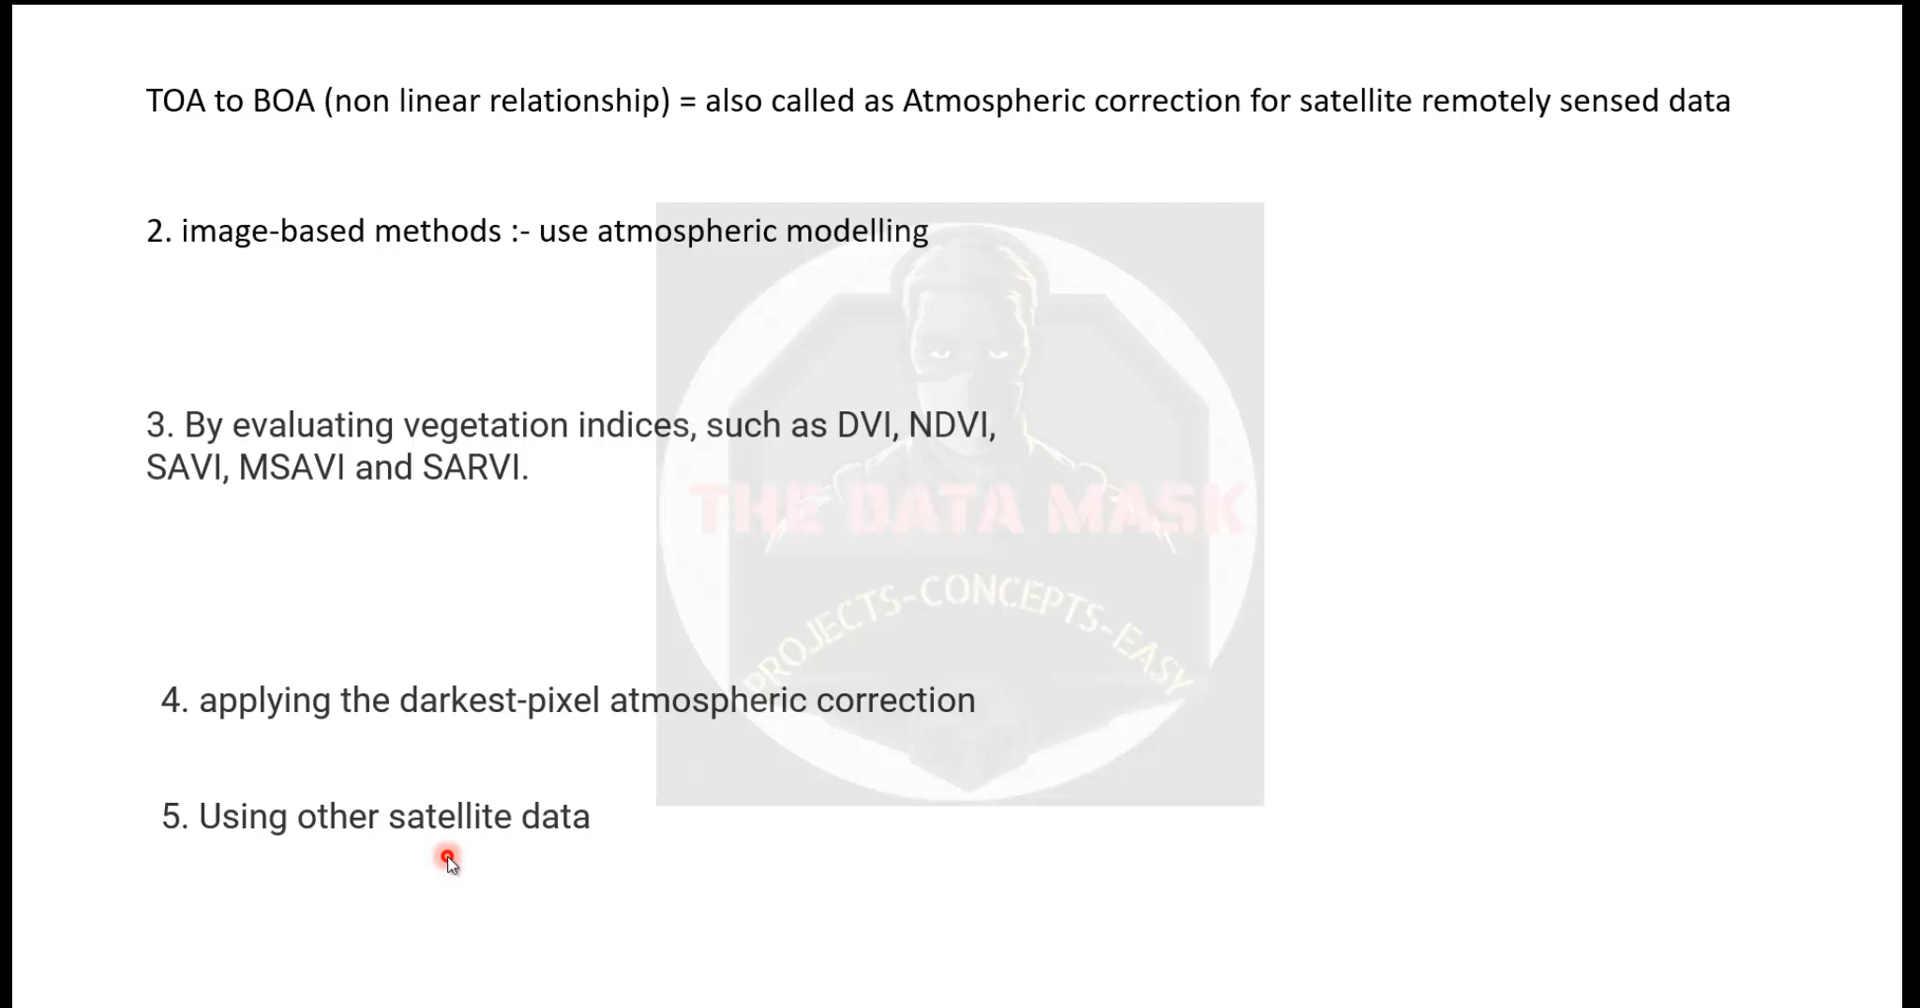 TOA to BOA (non linear relationship) = also called as Atmospheric correction for satellite remotely sensed data
2. image-based methods :- use atmospheric modelling
3. By evaluating vegetation indices, such as DVI, NDVI,
SAVI, MSAVI and SARVI.
THE DATA MASK
PROJECTS-CONCEPTS-EASY
4. applying the darkest-pixel atmospheric correction
5. Using other satellite data